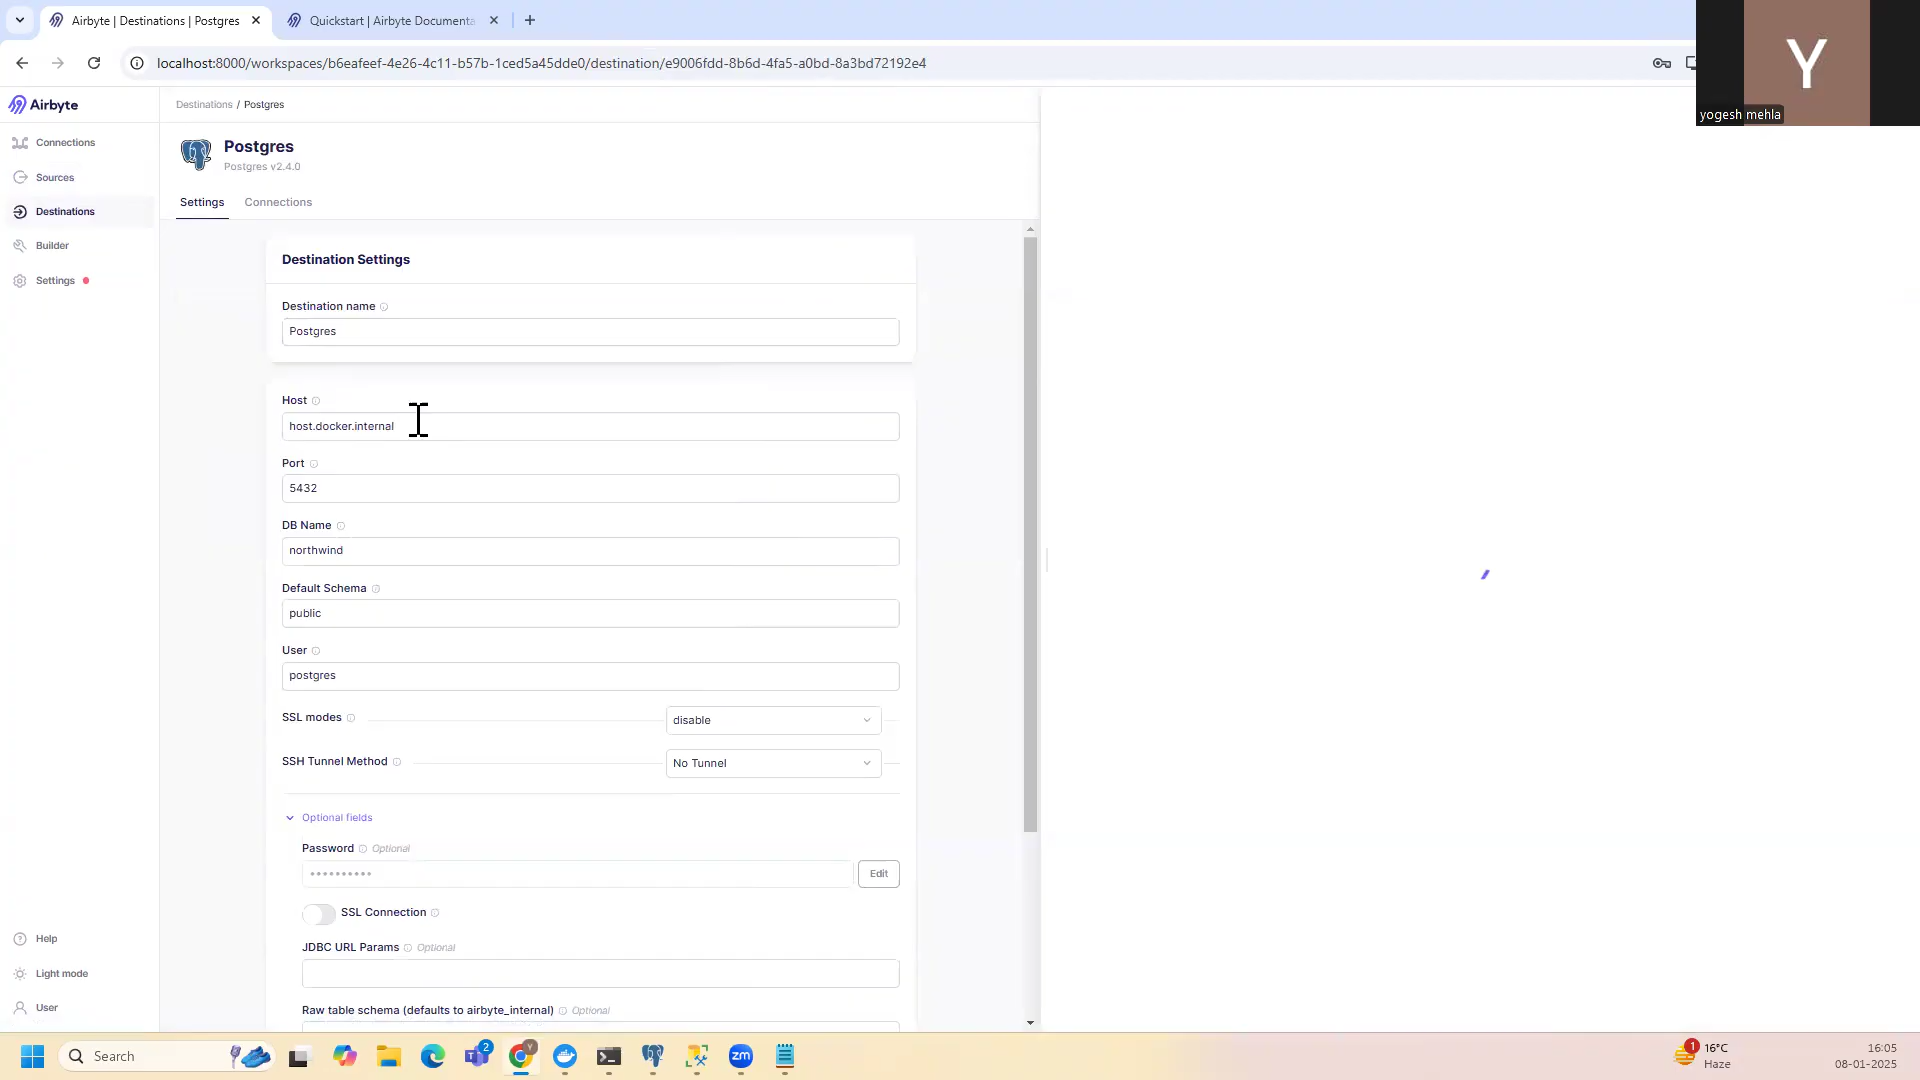 Airbyte | Destinations | Postgres
Quickstart | Airbyte Documenta
localhost:8000/workspaces/b6eafeef-4e26-4c11-b57b-1ced5a45dde0/destination/e9006fdd-8b6d-4fa5-a0bd-8a3bd72192e4
Y
yogesh mehla
Airbyte
Connections
Sources
Destinations
Builder
Settings
Help
Light mode
User
Destinations / Postgres
Postgres
Postgres v2.4.0
Settings
Connections
Destination Settings
Destination name
Postgres
Host
host.docker.internal
Port
5432
DB Name
northwind
Default Schema
public
User
postgres
SSL modes
disable
SSH Tunnel Method
No Tunnel
Optional fields
Password Optional
••••••••••
Edit
SSL Connection
JDBC URL Params Optional
Raw table schema (defaults to airbyte_internal) Optional
Search
2
Y
zm
1
16°C
Haze
16:05
08-01-2025